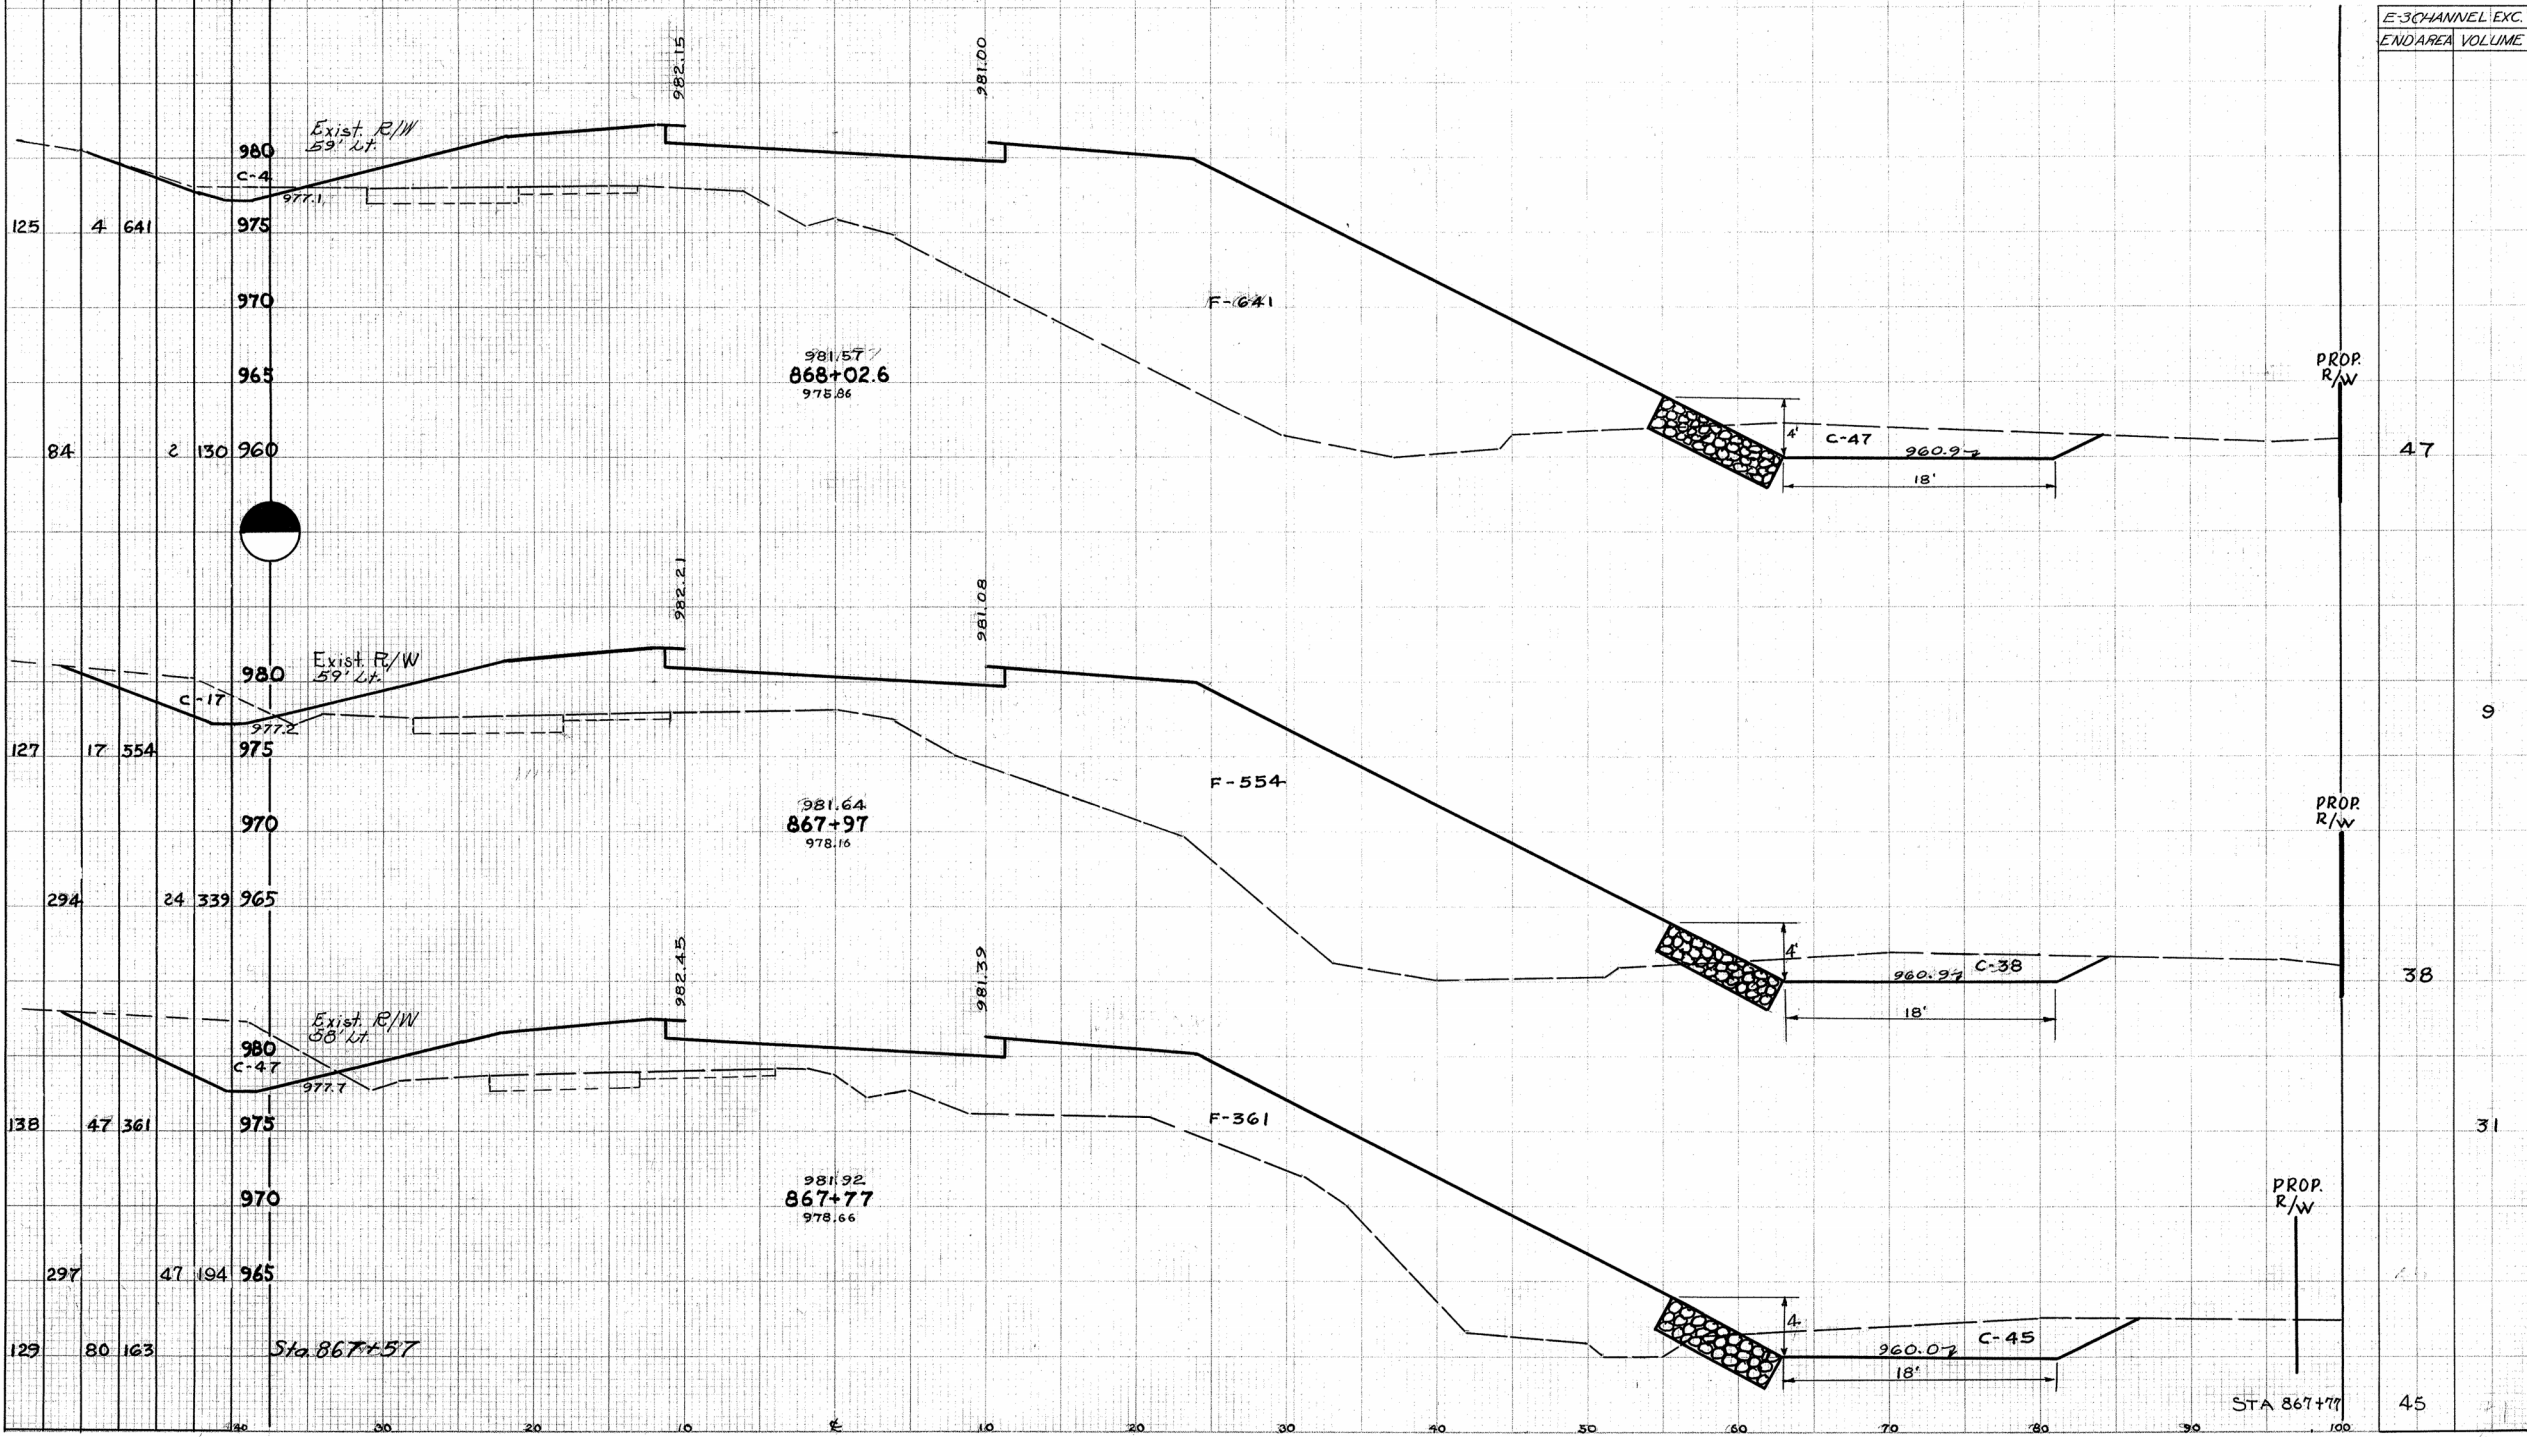 E-3 CHANNEL EXC.
END AREA VOLUME
982.15
981.00
Exist. R/W
59' Lt.
980
C-4
977.1
125 4 641 975
970
F-641
981.57
868+02.6
965
PROP.
R/W
84 2 130 960
4'
C-47
960.9
18'
47
982.21
981.08
Exist. R/W
59' Lt.
980
C-17
977.2
9
127 17 554 975
F-554
981.64
867+97
978.16
970
PROP.
R/W
294 24 339 965
982.45
981.39
4'
C-38
960.9
18'
38
Exist. R/W
58' Lt.
980
C-47
977.7
138 47 361 975
F-361
31
981.92
867+77
978.66
970
PROP.
R/W
297 47 194 965
4
C-45
960.0
18'
129 80 163
Sta. 867+57
STA 867+77
45
40 30 20 10 ℄ 10 20 30 40 50 60 70 80 90 100